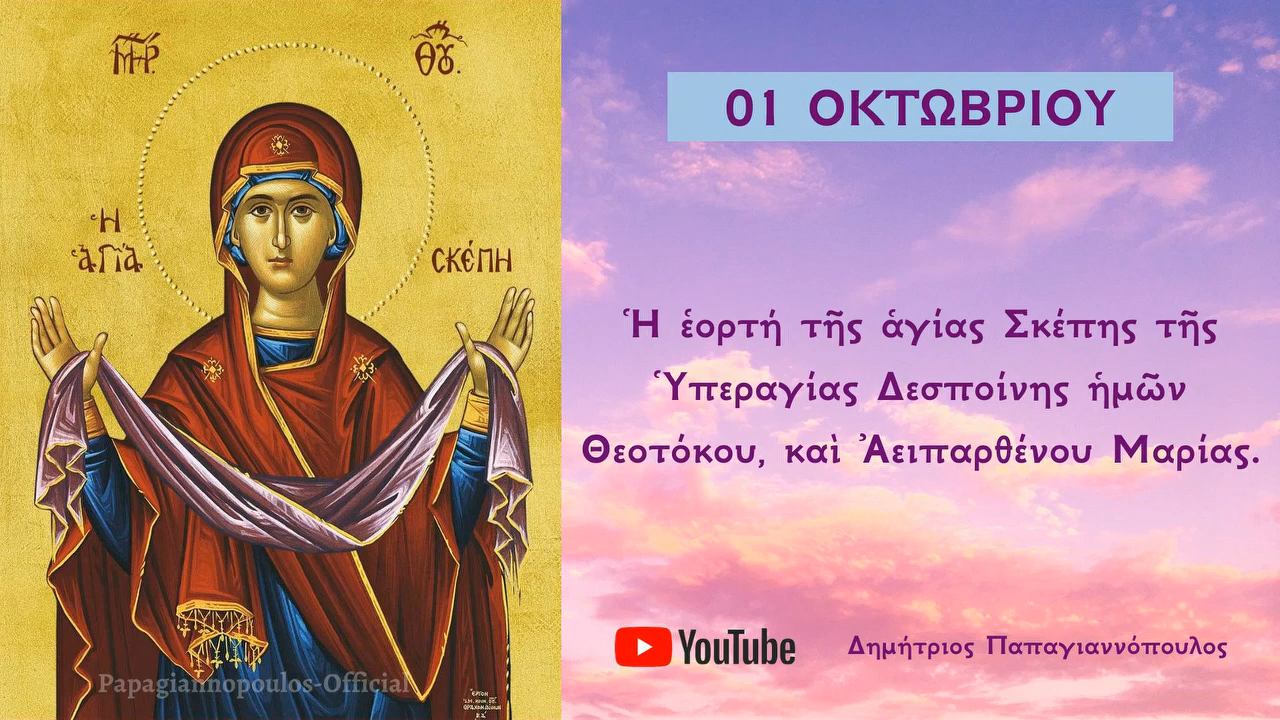 ΜΡ. ΘΥ.
Ἡ
ἉΓΊΑ ΣΚΈΠΗ
01 ΟΚΤΩΒΡΙΟΥ
Ἡ ἑορτή τῆς ἁγίας Σκέπης τῆς
Ὑπεραγίας Δεσποίνης ἡμῶν
Θεοτόκου, καὶ Ἀειπαρθένου Μαρίας.
YouTube Δημήτριος Παπαγιαννόπουλος
Papagiannopoulos-Official
ἜΡΓΟΝ